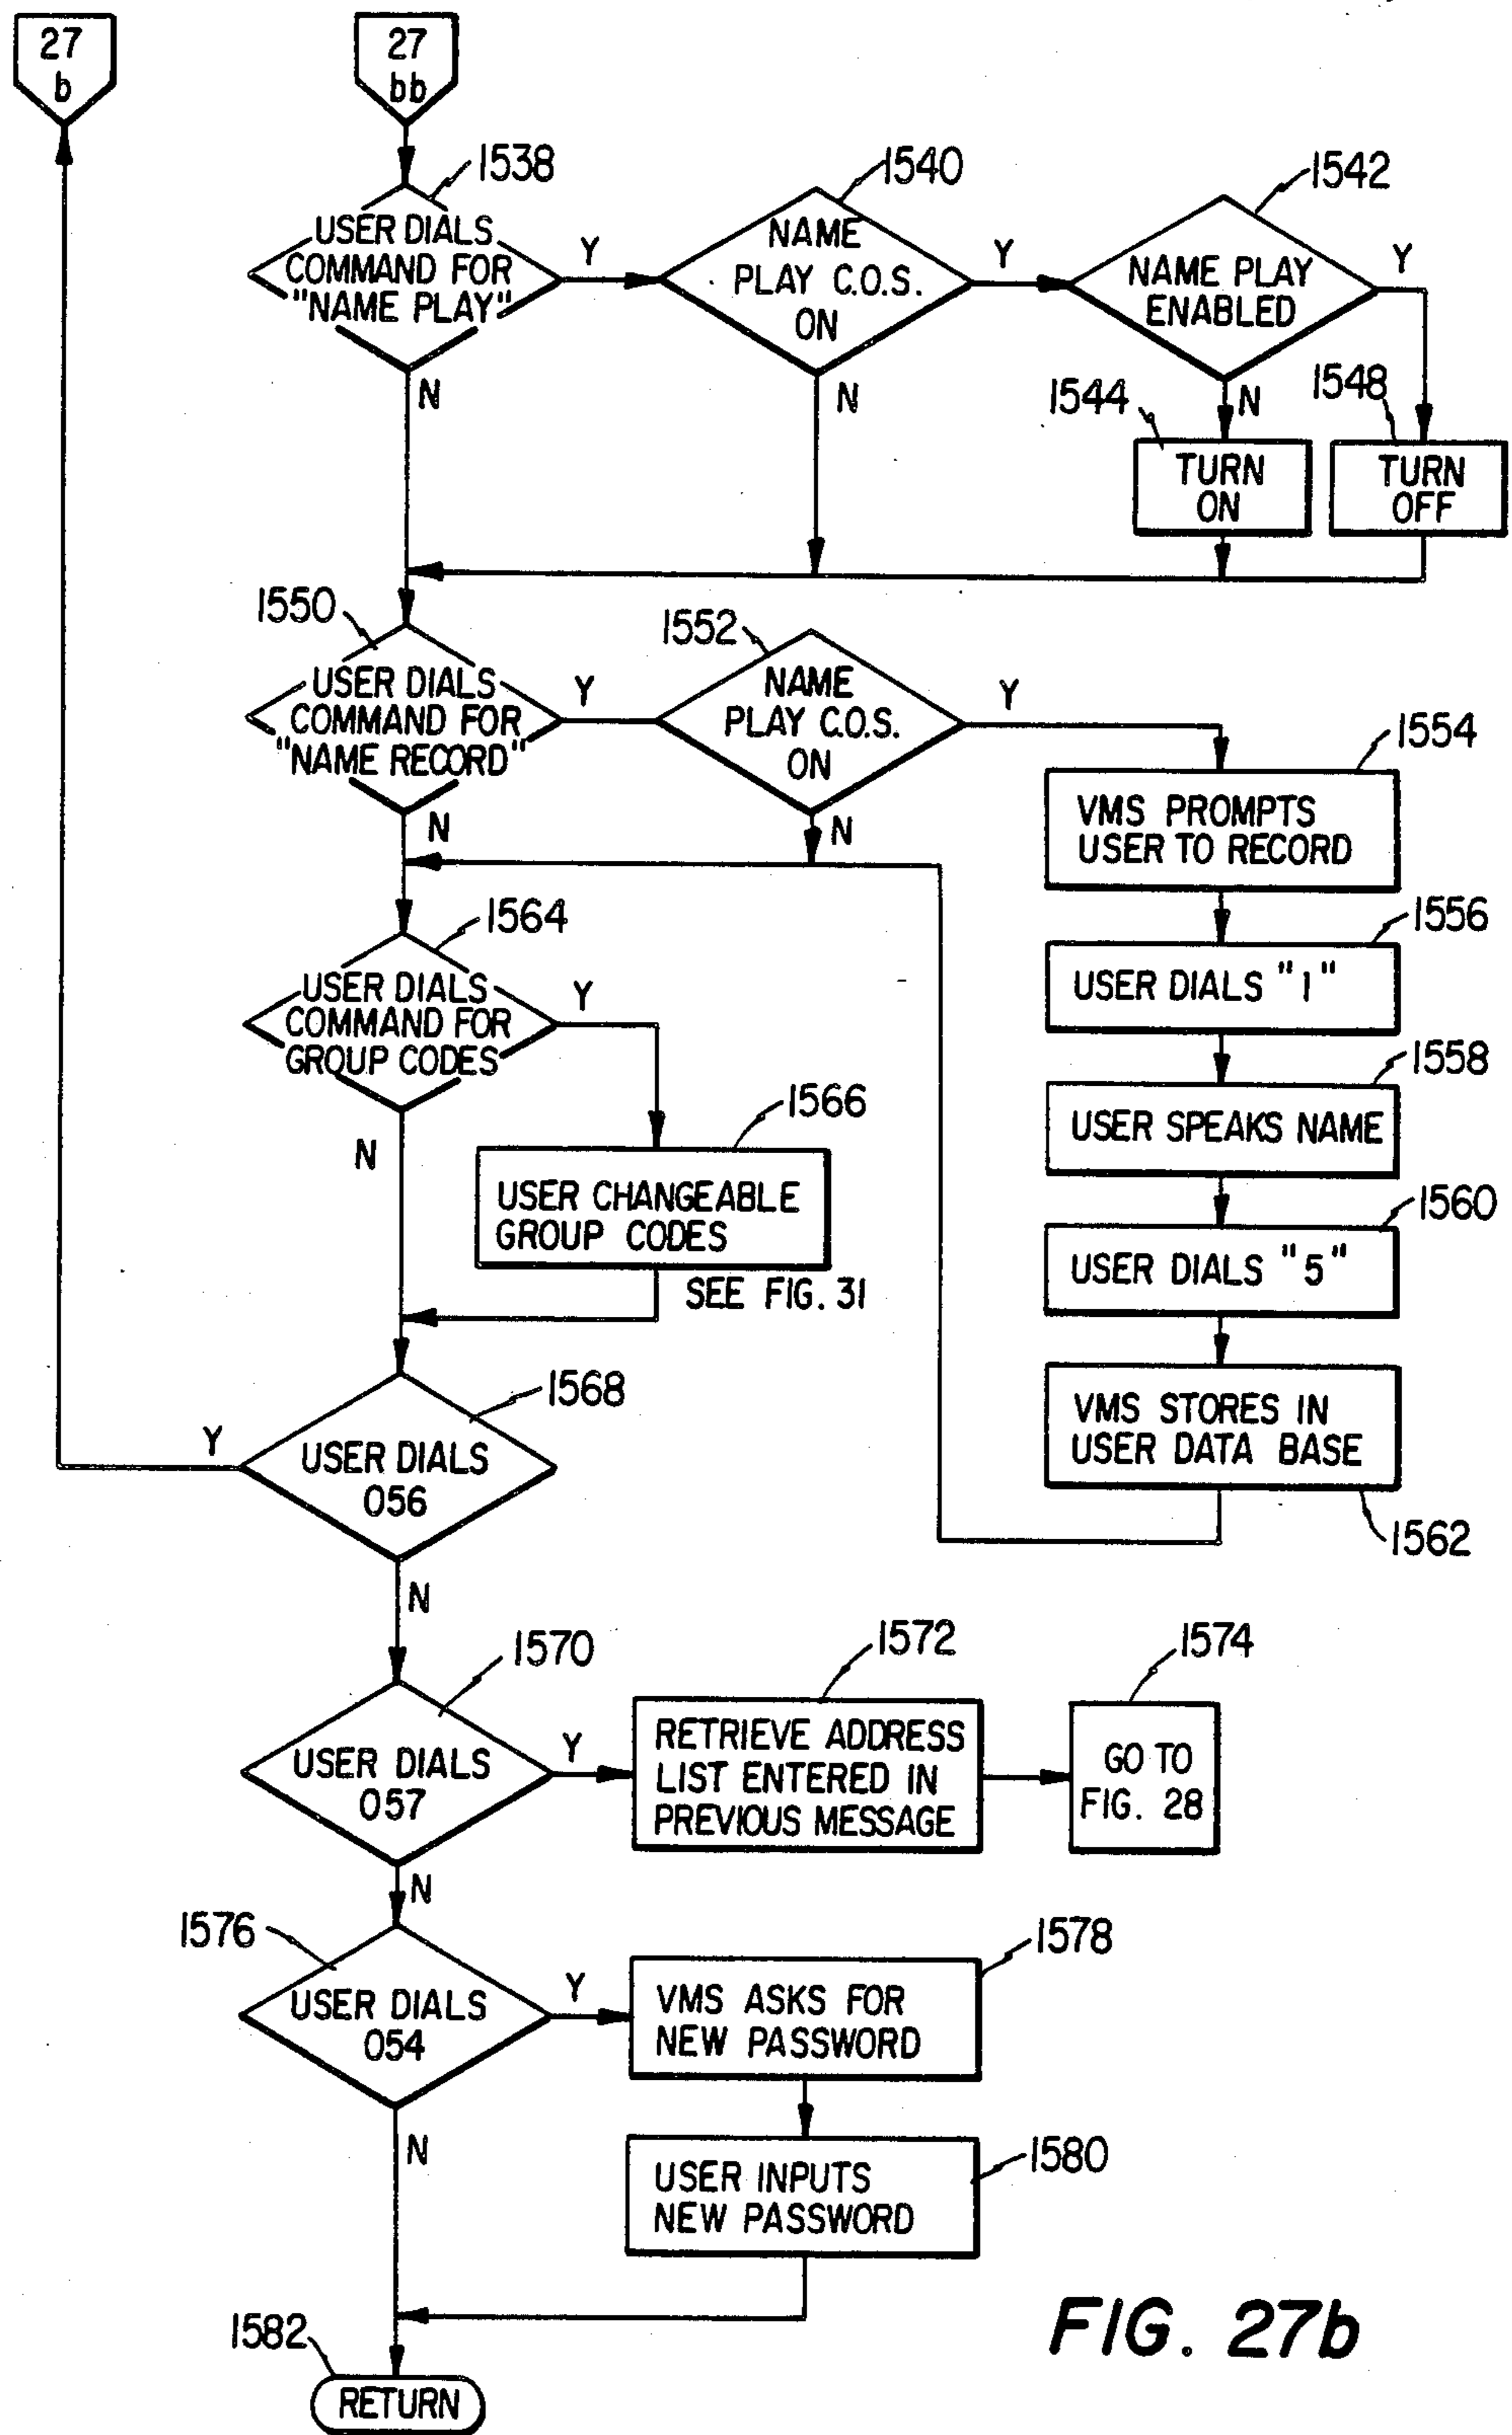 27
b
27
bb
1538
USER DIALS
COMMAND FOR
"NAME PLAY"
Y
N
1540
NAME
PLAY C.O.S.
ON
Y
N
1542
NAME PLAY
ENABLED
Y
N
1544
TURN
ON
1548
TURN
OFF
1550
USER DIALS
COMMAND FOR
"NAME RECORD"
Y
N
1552
NAME
PLAY C.O.S.
ON
Y
N
1554
VMS PROMPTS
USER TO RECORD
1556
USER DIALS "1"
1558
USER SPEAKS NAME
1560
USER DIALS "5"
VMS STORES IN
USER DATA BASE
1562
1564
USER DIALS
COMMAND FOR
GROUP CODES
Y
N
1566
USER CHANGEABLE
GROUP CODES
SEE FIG. 31
1568
Y
USER DIALS
056
N
1570
USER DIALS
057
Y
N
1572
RETRIEVE ADDRESS
LIST ENTERED IN
PREVIOUS MESSAGE
1574
GO TO
FIG. 28
1576
USER DIALS
054
Y
N
1578
VMS ASKS FOR
NEW PASSWORD
1580
USER INPUTS
NEW PASSWORD
1582
RETURN
FIG. 27b